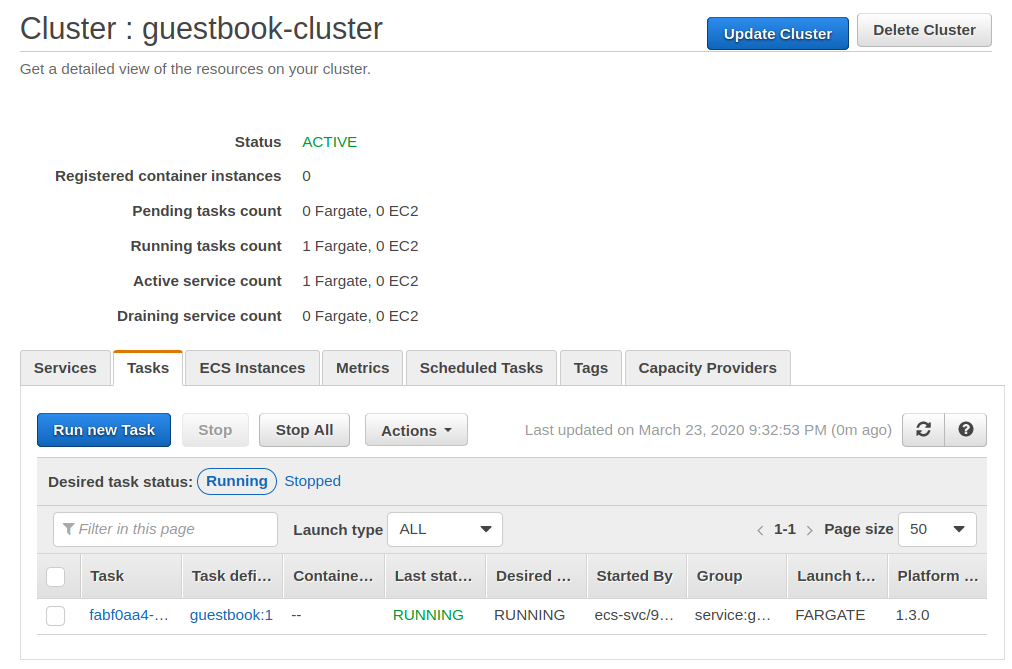 Cluster : guestbook-cluster
Update Cluster
Delete Cluster
Get a detailed view of the resources on your cluster.
Status ACTIVE
Registered container instances 0
Pending tasks count 0 Fargate, 0 EC2
Running tasks count 1 Fargate, 0 EC2
Active service count 1 Fargate, 0 EC2
Draining service count 0 Fargate, 0 EC2
Services Tasks ECS Instances Metrics Scheduled Tasks Tags Capacity Providers
Run new Task Stop Stop All Actions Last updated on March 23, 2020 9:32:53 PM (0m ago)
Desired task status: Running Stopped
Filter in this page Launch type ALL 1-1 Page size 50
Task Task defi... Containe... Last stat... Desired ... Started By Group Launch t... Platform ...
fabf0aa4-... guestbook:1 -- RUNNING RUNNING ecs-svc/9... service:g... FARGATE 1.3.0